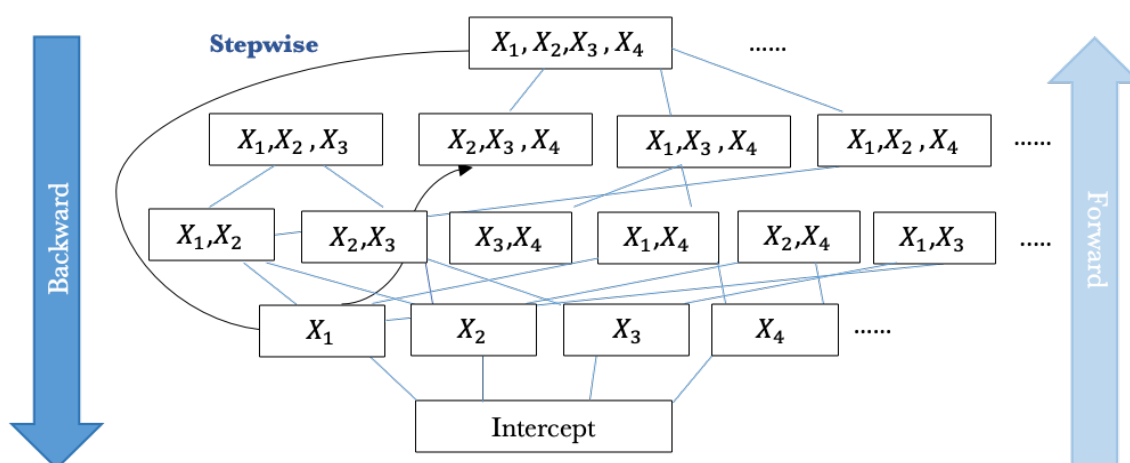 Stepwise
X₁, X₂,X₃ , X₄
......
X₁,X₂ , X₃
X₂,X₃ , X₄
X₁,X₃ , X₄
X₁,X₂ , X₄
......
X₁,X₂
X₂,X₃
X₃,X₄
X₁,X₄
X₂,X₄
X₁,X₃
.....
X₁
X₂
X₃
X₄
......
Intercept
Backward
Forward